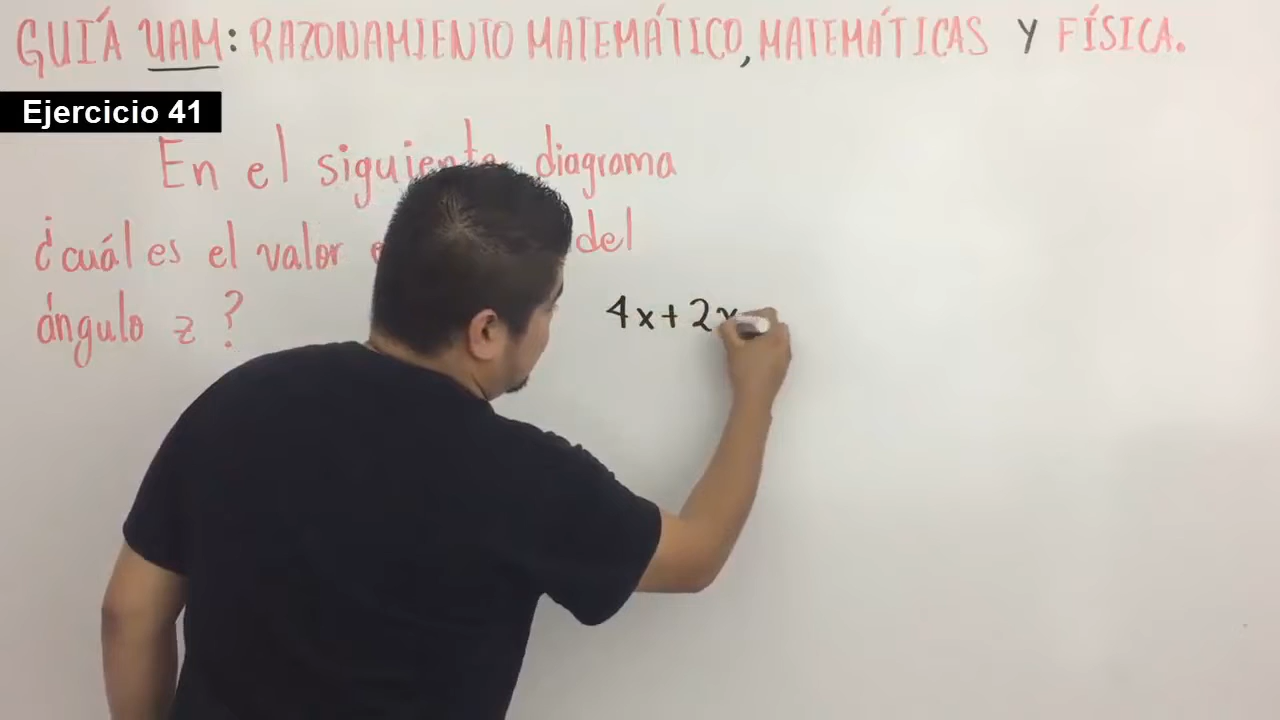 GUÍA UAM: RAZONAMIENTO MATEMÁTICO, MATEMÁTICAS Y FÍSICA.
Ejercicio 41
En el siguiente diagrama
¿cuál es el valor del
ángulo z ?
4x+2x